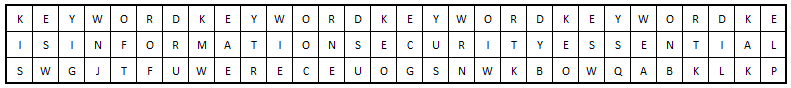 K E Y W O R D K E Y W O R D K E Y W O R D K E Y W O R D K E
I S I N F O R M A T I O N S E C U R I T Y E S S E N T I A L
S W G J T F U W E R E C E U O G S N W K B O W Q A B K L K P